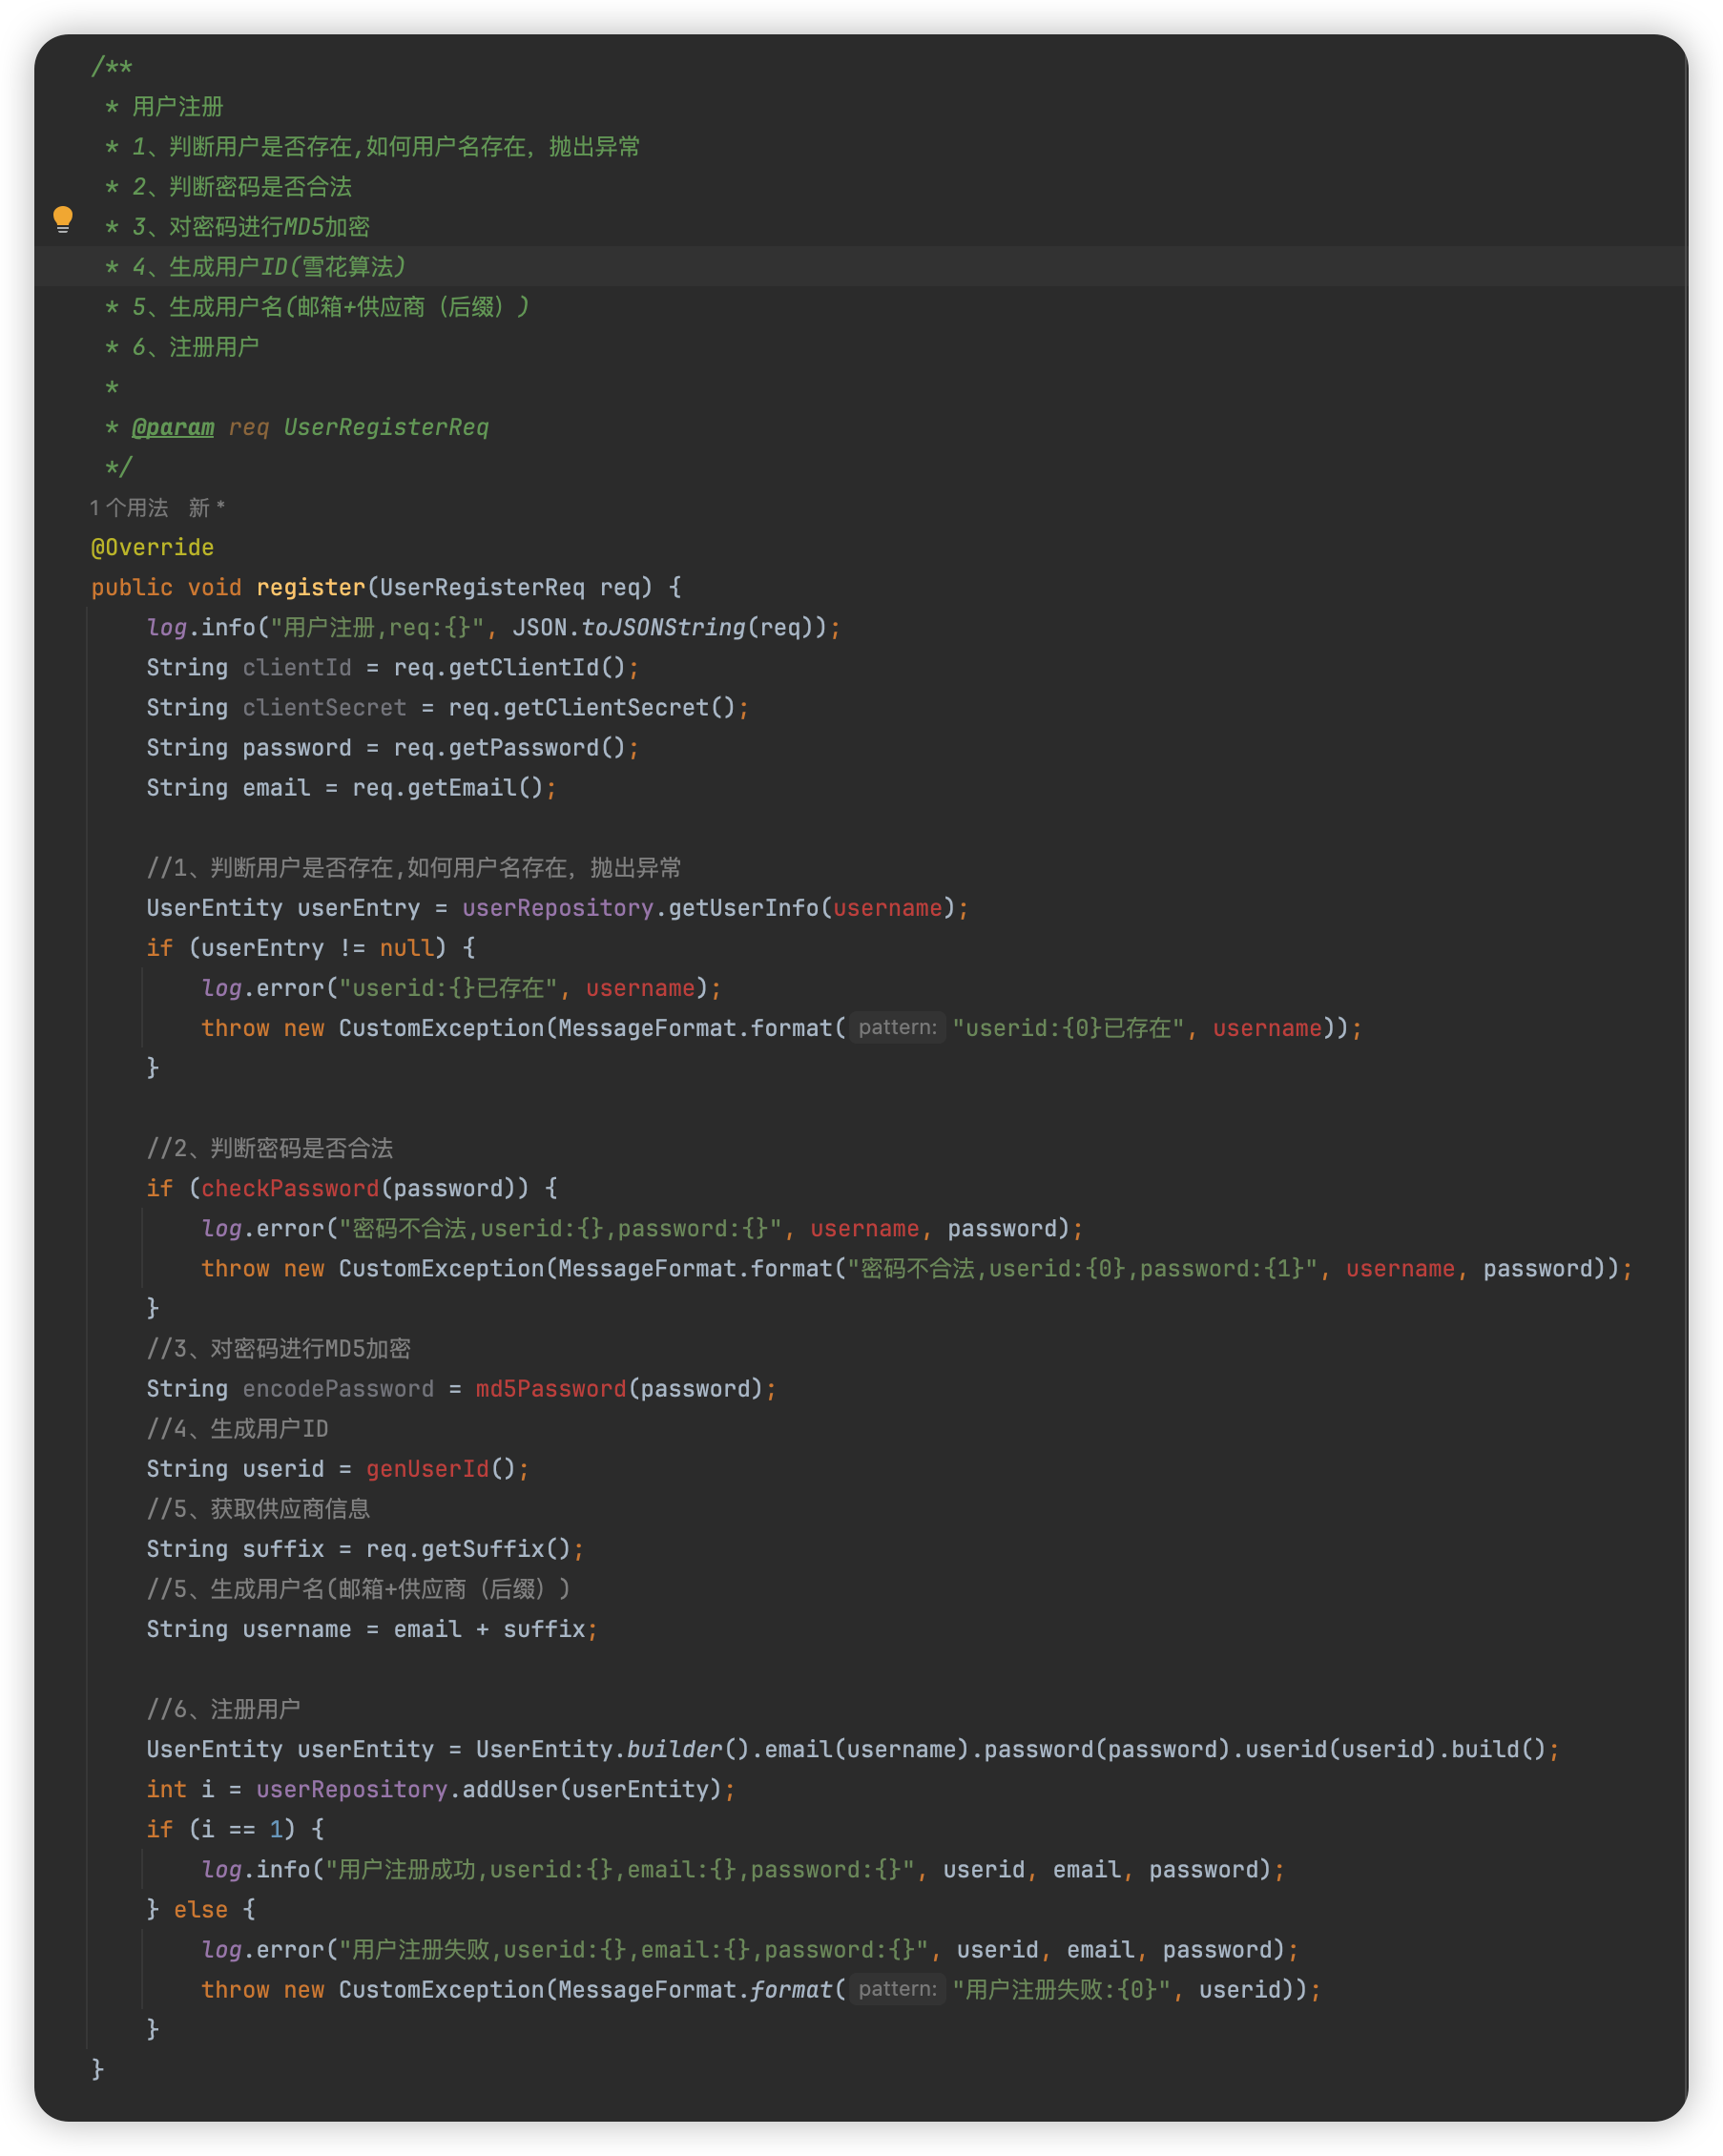 /**
 * 用户注册
 * 1、判断用户是否存在,如何用户名存在，抛出异常
 * 2、判断密码是否合法
 * 3、对密码进行MD5加密
 * 4、生成用户ID(雪花算法)
 * 5、生成用户名(邮箱+供应商（后缀）)
 * 6、注册用户
 *
 * @param req UserRegisterReq
 */
1 个用法 新 *
@Override
public void register(UserRegisterReq req) {
    log.info("用户注册,req:{}", JSON.toJSONString(req));
    String clientId = req.getClientId();
    String clientSecret = req.getClientSecret();
    String password = req.getPassword();
    String email = req.getEmail();

    //1、判断用户是否存在,如何用户名存在，抛出异常
    UserEntity userEntry = userRepository.getUserInfo(username);
    if (userEntry != null) {
        log.error("userid:{}已存在", username);
        throw new CustomException(MessageFormat.format( pattern: "userid:{0}已存在", username));
    }

    //2、判断密码是否合法
    if (checkPassword(password)) {
        log.error("密码不合法,userid:{},password:{}", username, password);
        throw new CustomException(MessageFormat.format("密码不合法,userid:{0},password:{1}", username, password));
    }
    //3、对密码进行MD5加密
    String encodePassword = md5Password(password);
    //4、生成用户ID
    String userid = genUserId();
    //5、获取供应商信息
    String suffix = req.getSuffix();
    //5、生成用户名(邮箱+供应商（后缀）)
    String username = email + suffix;

    //6、注册用户
    UserEntity userEntity = UserEntity.builder().email(username).password(password).userid(userid).build();
    int i = userRepository.addUser(userEntity);
    if (i == 1) {
        log.info("用户注册成功,userid:{},email:{},password:{}", userid, email, password);
    } else {
        log.error("用户注册失败,userid:{},email:{},password:{}", userid, email, password);
        throw new CustomException(MessageFormat.format( pattern: "用户注册失败:{0}", userid));
    }
}